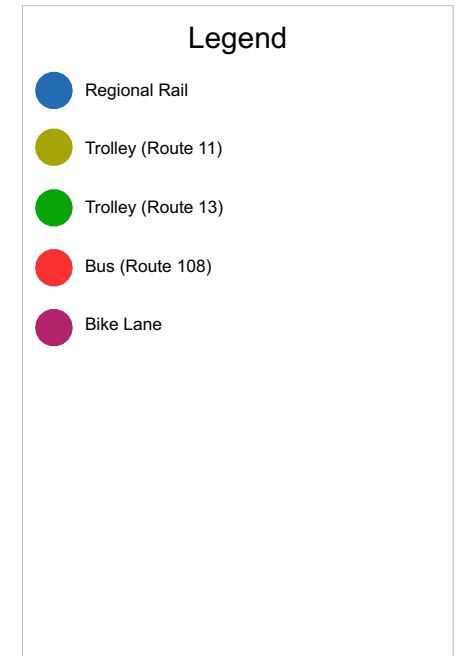 Legend
Regional Rail
Trolley (Route 11)
Trolley (Route 13)
Bus (Route 108)
Bike Lane